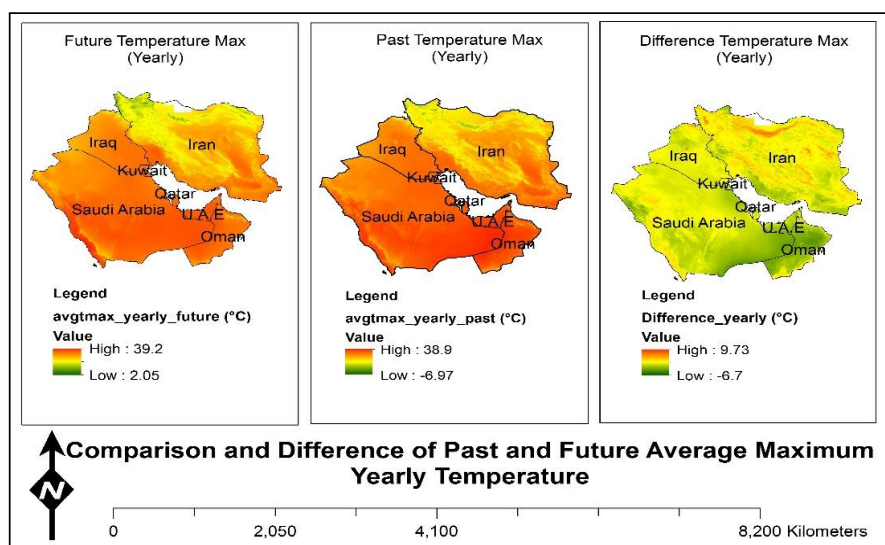 Future Temperature Max
(Yearly)
Iraq
Iran
Kuwait
Qatar
Saudi Arabia
U.A.E
Oman
Legend
avgtmax_yearly_future (°C)
Value
High : 39.2
Low : 2.05
Past Temperature Max
(Yearly)
Iraq
Iran
Kuwait
Qatar
Saudi Arabia
U.A.E
Oman
Legend
avgtmax_yearly_past (°C)
Value
High : 38.9
Low : -6.97
Difference Temperature Max
(Yearly)
Iraq
Iran
Kuwait
Qatar
Saudi Arabia
U.A.E
Oman
Legend
Difference_yearly (°C)
Value
High : 9.73
Low : -6.7
Comparison and Difference of Past and Future Average Maximum
Yearly Temperature
N
0 2,050 4,100 8,200 Kilometers